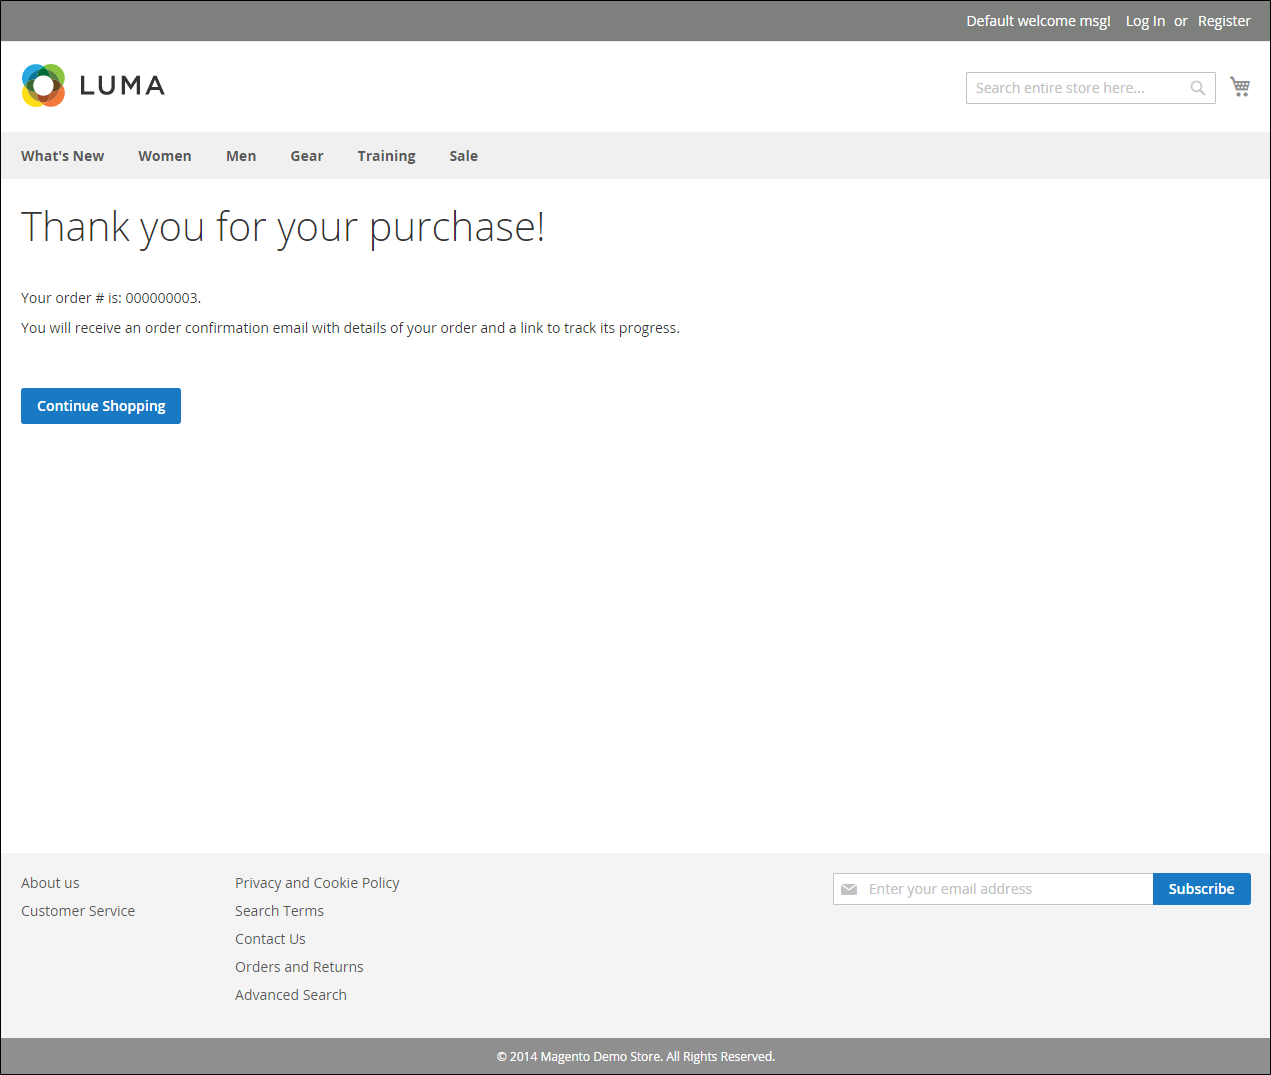 Default welcome msg! Log In or Register
LUMA
Search entire store here...
What's New Women Men Gear Training Sale
Thank you for your purchase!
Your order # is: 000000003.
You will receive an order confirmation email with details of your order and a link to track its progress.
Continue Shopping
About us
Customer Service
Privacy and Cookie Policy
Search Terms
Contact Us
Orders and Returns
Advanced Search
Enter your email address
Subscribe
© 2014 Magento Demo Store. All Rights Reserved.